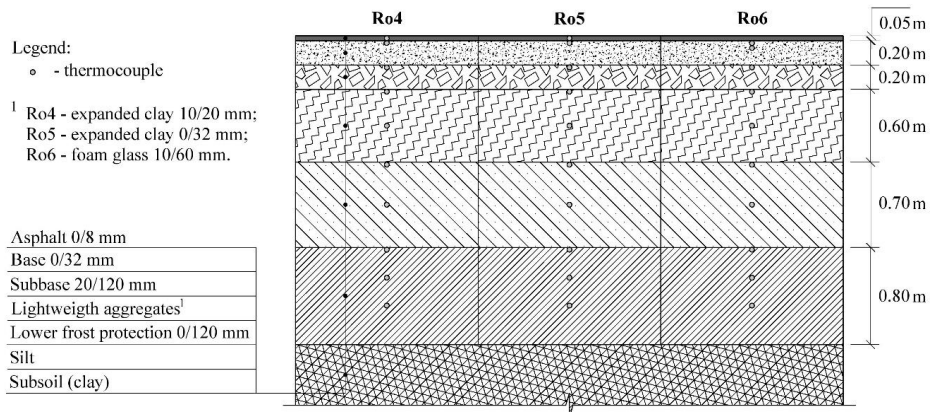 Ro4 Ro5 Ro6
0.05 m
Legend:
- thermocouple
1 Ro4 - expanded clay 10/20 mm;
Ro5 - expanded clay 0/32 mm;
Ro6 - foam glass 10/60 mm.
0.20 m
0.20 m
0.60 m
0.70 m
0.80 m
Asphalt 0/8 mm
Base 0/32 mm
Subbase 20/120 mm
Lightweigth aggregates1
Lower frost protection 0/120 mm
Silt
Subsoil (clay)